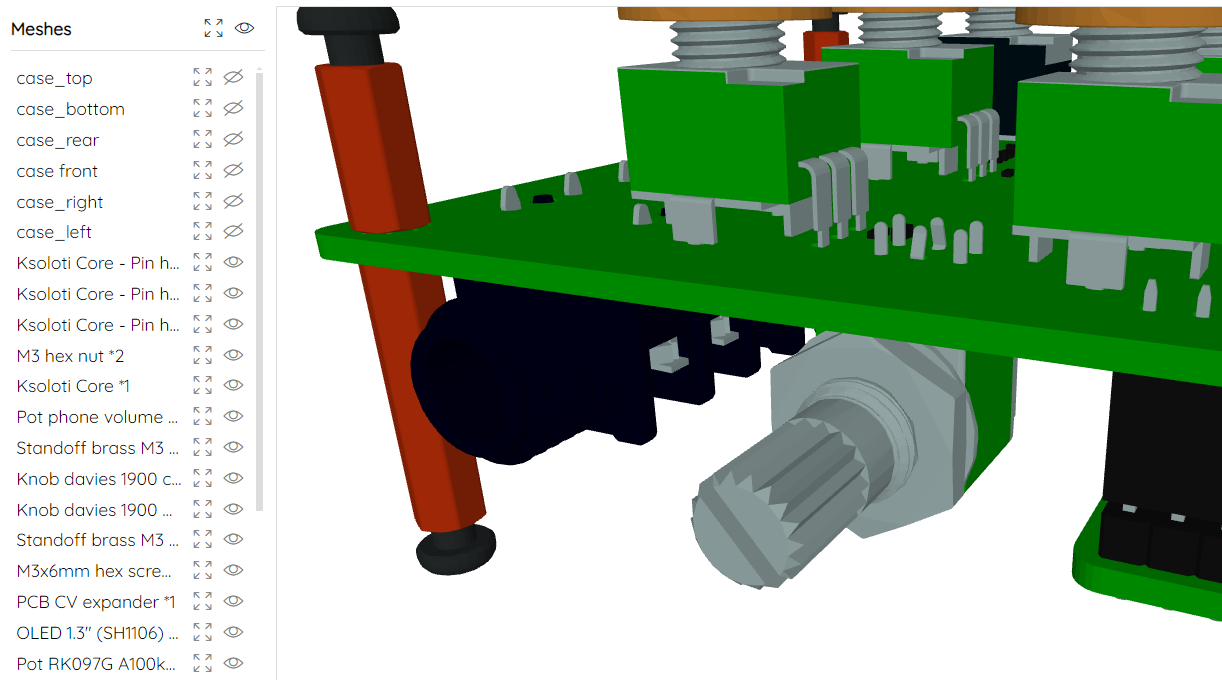 Meshes
case_top
case_bottom
case_rear
case front
case_right
case_left
Ksoloti Core - Pin h...
Ksoloti Core - Pin h...
Ksoloti Core - Pin h...
M3 hex nut *2
Ksoloti Core *1
Pot phone volume ...
Standoff brass M3 ...
Knob davies 1900 c...
Knob davies 1900 ...
Standoff brass M3 ...
M3x6mm hex scre...
PCB CV expander *1
OLED 1.3" (SH1106) ...
Pot RK097G A100k...